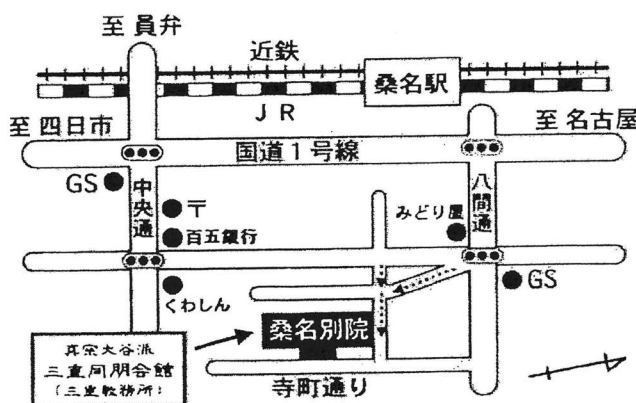 至 員弁
近鉄
桑名駅
ＪＲ
至 四日市
至 名古屋
国道１号線
GS
中央通
〒
百五銀行
みどり屋
八間通
くわしん
GS
桑名別院
真宗大谷派
三重同朋会館
（三重教務所）
寺町通り